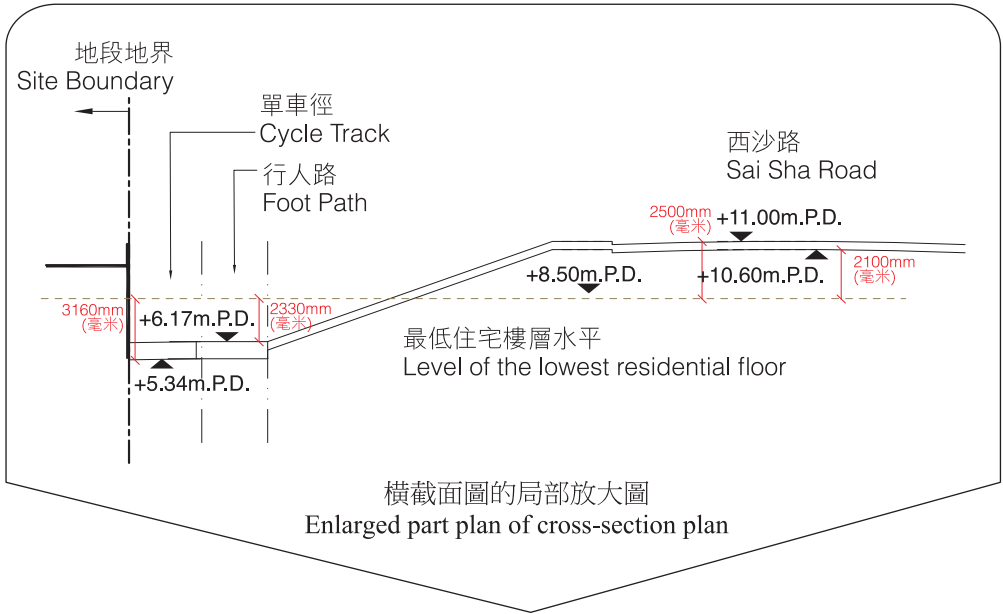 地段地界
Site Boundary
單車徑
Cycle Track
行人路
Foot Path
西沙路
Sai Sha Road
2500mm
(毫米)
+11.00m.P.D.
+8.50m.P.D.
+10.60m.P.D.
2100mm
(毫米)
3160mm
(毫米)
+6.17m.P.D.
2330mm
(毫米)
+5.34m.P.D.
最低住宅樓層水平
Level of the lowest residential floor
橫截面圖的局部放大圖
Enlarged part plan of cross-section plan